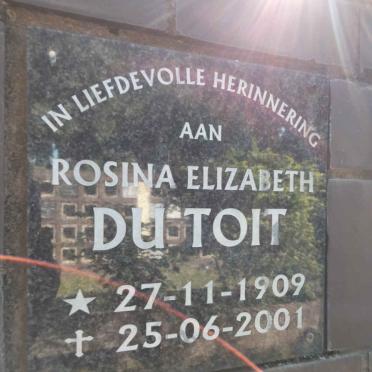 IN LIEFDEVOLLE HERINNERING
AAN
ROSINA ELIZABETH
DU TOIT
★ 27-11-1909
✝ 25-06-2001